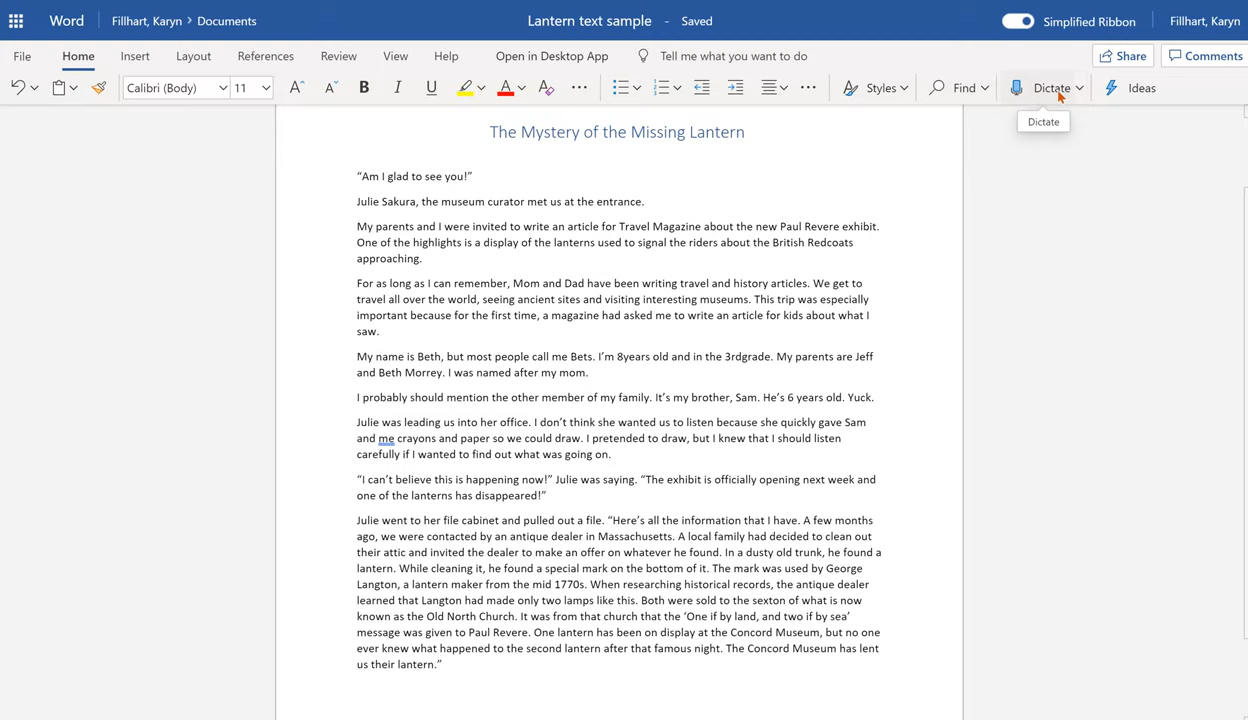 Word Fillhart, Karyn > Documents Lantern text sample - Saved Simplified Ribbon Fillhart, Karyn
File Home Insert Layout References Review View Help Open in Desktop App Tell me what you want to do Share Comments
Calibri (Body) 11 A A B I U A A Styles Find Dictate Ideas
Dictate
The Mystery of the Missing Lantern
“Am I glad to see you!”
Julie Sakura, the museum curator met us at the entrance.
My parents and I were invited to write an article for Travel Magazine about the new Paul Revere exhibit.
One of the highlights is a display of the lanterns used to signal the riders about the British Redcoats
approaching.
For as long as I can remember, Mom and Dad have been writing travel and history articles. We get to
travel all over the world, seeing ancient sites and visiting interesting museums. This trip was especially
important because for the first time, a magazine had asked me to write an article for kids about what I
saw.
My name is Beth, but most people call me Bets. I’m 8years old and in the 3rdgrade. My parents are Jeff
and Beth Morrey. I was named after my mom.
I probably should mention the other member of my family. It’s my brother, Sam. He’s 6 years old. Yuck.
Julie was leading us into her office. I don’t think she wanted us to listen because she quickly gave Sam
and me crayons and paper so we could draw. I pretended to draw, but I knew that I should listen
carefully if I wanted to find out what was going on.
“I can’t believe this is happening now!” Julie was saying. “The exhibit is officially opening next week and
one of the lanterns has disappeared!”
Julie went to her file cabinet and pulled out a file. “Here’s all the information that I have. A few months
ago, we were contacted by an antique dealer in Massachusetts. A local family had decided to clean out
their attic and invited the dealer to make an offer on whatever he found. In a dusty old trunk, he found a
lantern. While cleaning it, he found a special mark on the bottom of it. The mark was used by George
Langton, a lantern maker from the mid 1770s. When researching historical records, the antique dealer
learned that Langton had made only two lamps like this. Both were sold to the sexton of what is now
known as the Old North Church. It was from that church that the ‘One if by land, and two if by sea’
message was given to Paul Revere. One lantern has been on display at the Concord Museum, but no one
ever knew what happened to the second lantern after that famous night. The Concord Museum has lent
us their lantern.”